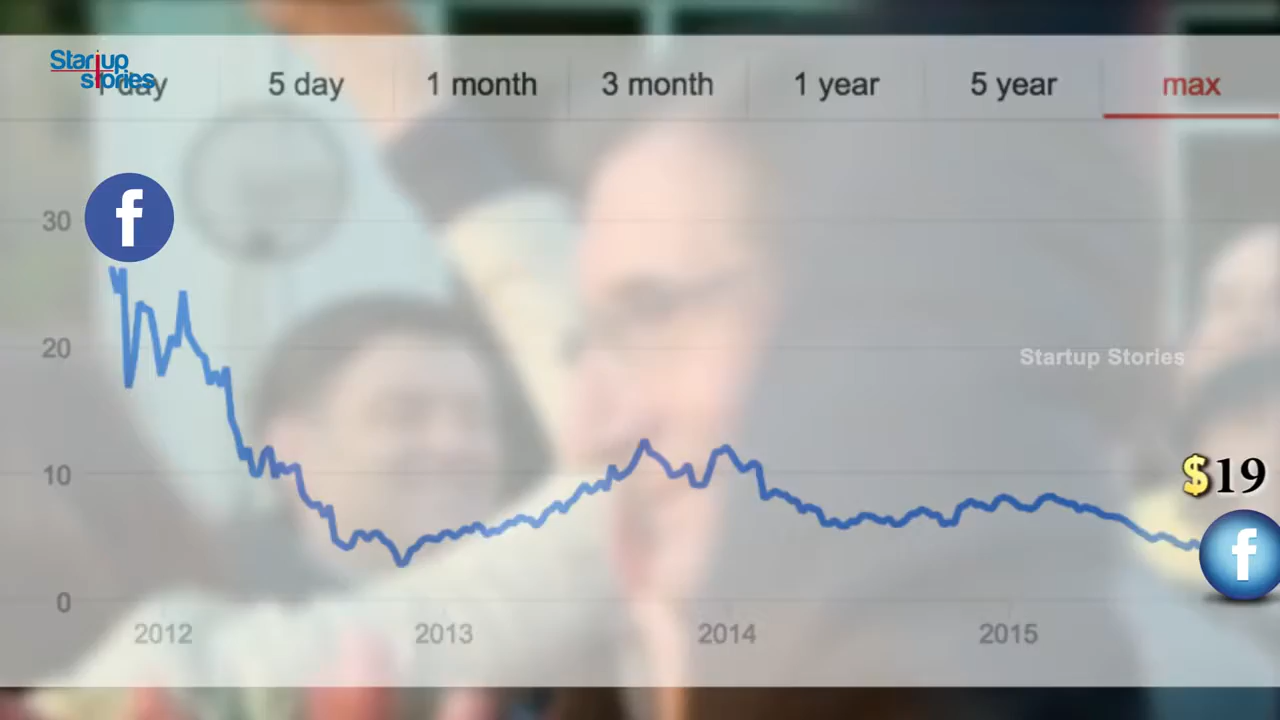 Startup
stories
1 day
5 day
1 month
3 month
1 year
5 year
max
f
30
20
Startup Stories
10
$19
f
0
2012
2013
2014
2015